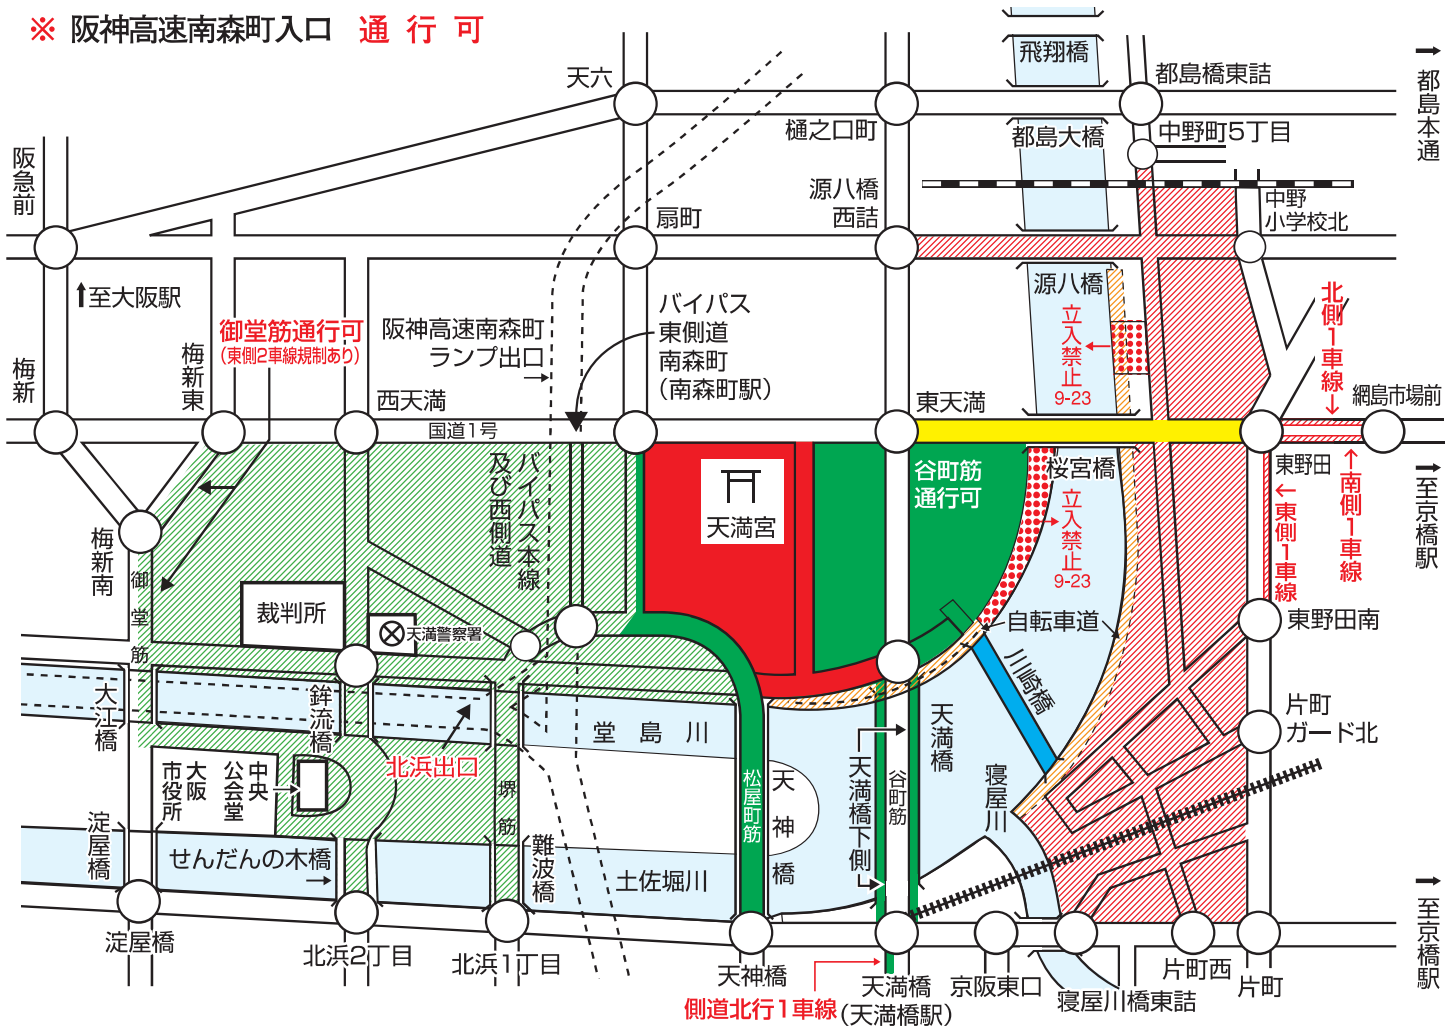 ※ 阪神高速南森町入口 通行可
飛翔橋
天六
都島橋東詰
都島本通
樋之口町
都島大橋
中野町5丁目
阪急前
源八橋
西詰
扇町
中野
小学校北
至大阪駅
源八橋
北側1車線
御堂筋通行可
(東側2車線規制あり)
阪神高速南森町
ランプ出口
バイパス
東側道
南森町
(南森町駅)
立入禁止
9-23
梅新
梅新東
西天満
国道1号
東天満
網島市場前
バイパス本線
及び西側道
天満宮
谷町筋
通行可
桜宮橋
立入禁止
9-23
東野田
←東側1車線
→南側1車線
至京橋駅
梅新南
御堂筋
裁判所
天満警察署
自転車道
東野田南
川崎橋
大江橋
鉾流橋
堂島川
天満橋
片町
ガード北
北浜出口
大阪
市役所
中央
公会堂
堺筋
松屋町筋
天神橋
天満橋下側
谷町筋
寝屋川
淀屋橋
せんだんの木橋
難波橋
土佐堀川
至京橋駅
淀屋橋
北浜2丁目
北浜1丁目
天神橋
天満橋
(天満橋駅)
京阪東口
寝屋川橋東詰
片町西
片町
側道北行1車線